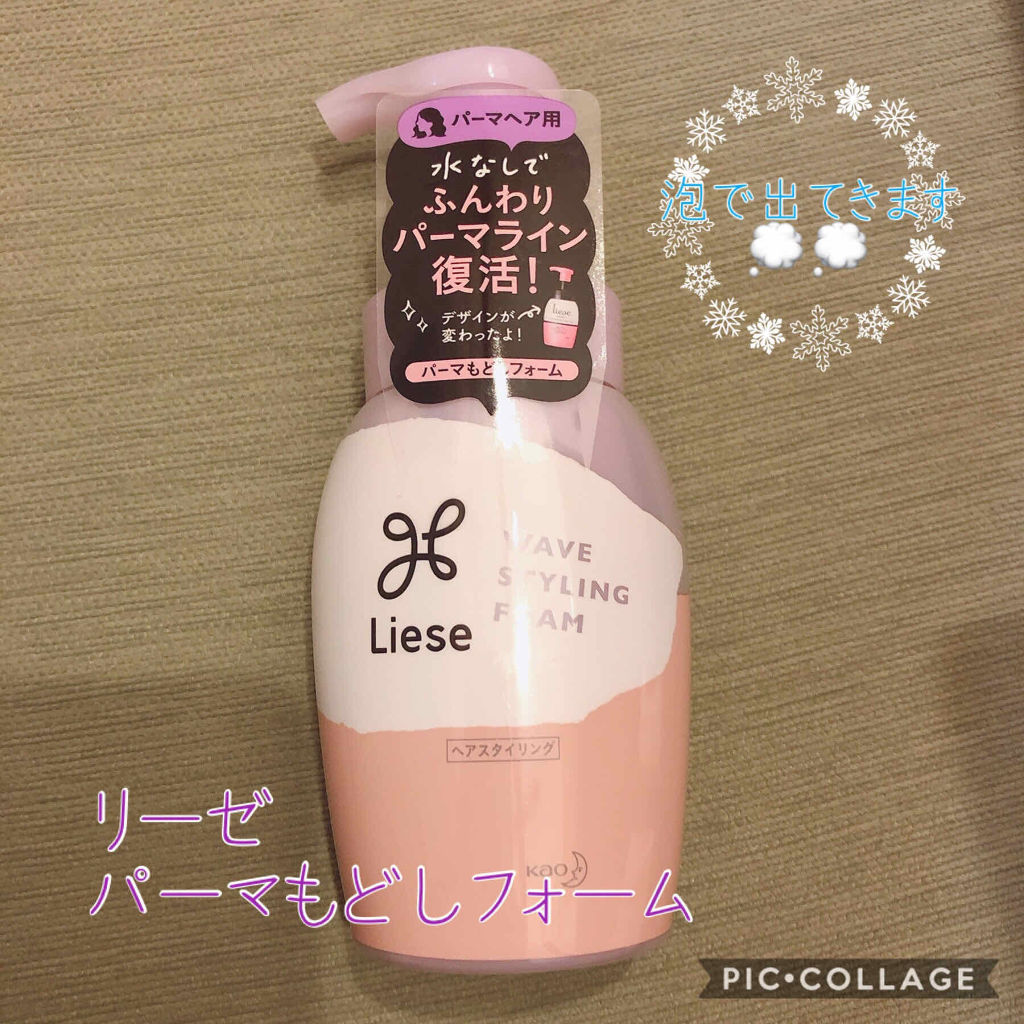 パーマヘア用
水なしで
ふんわり
パーマライン
復活!
デザインが
変わったよ!
liese
パーマもどしフォーム
泡で出てきます
Liese
WAVE
STYLING
FOAM
ヘアスタイリング
Kao
リーゼ
パーマもどしフォーム
PIC•COLLAGE